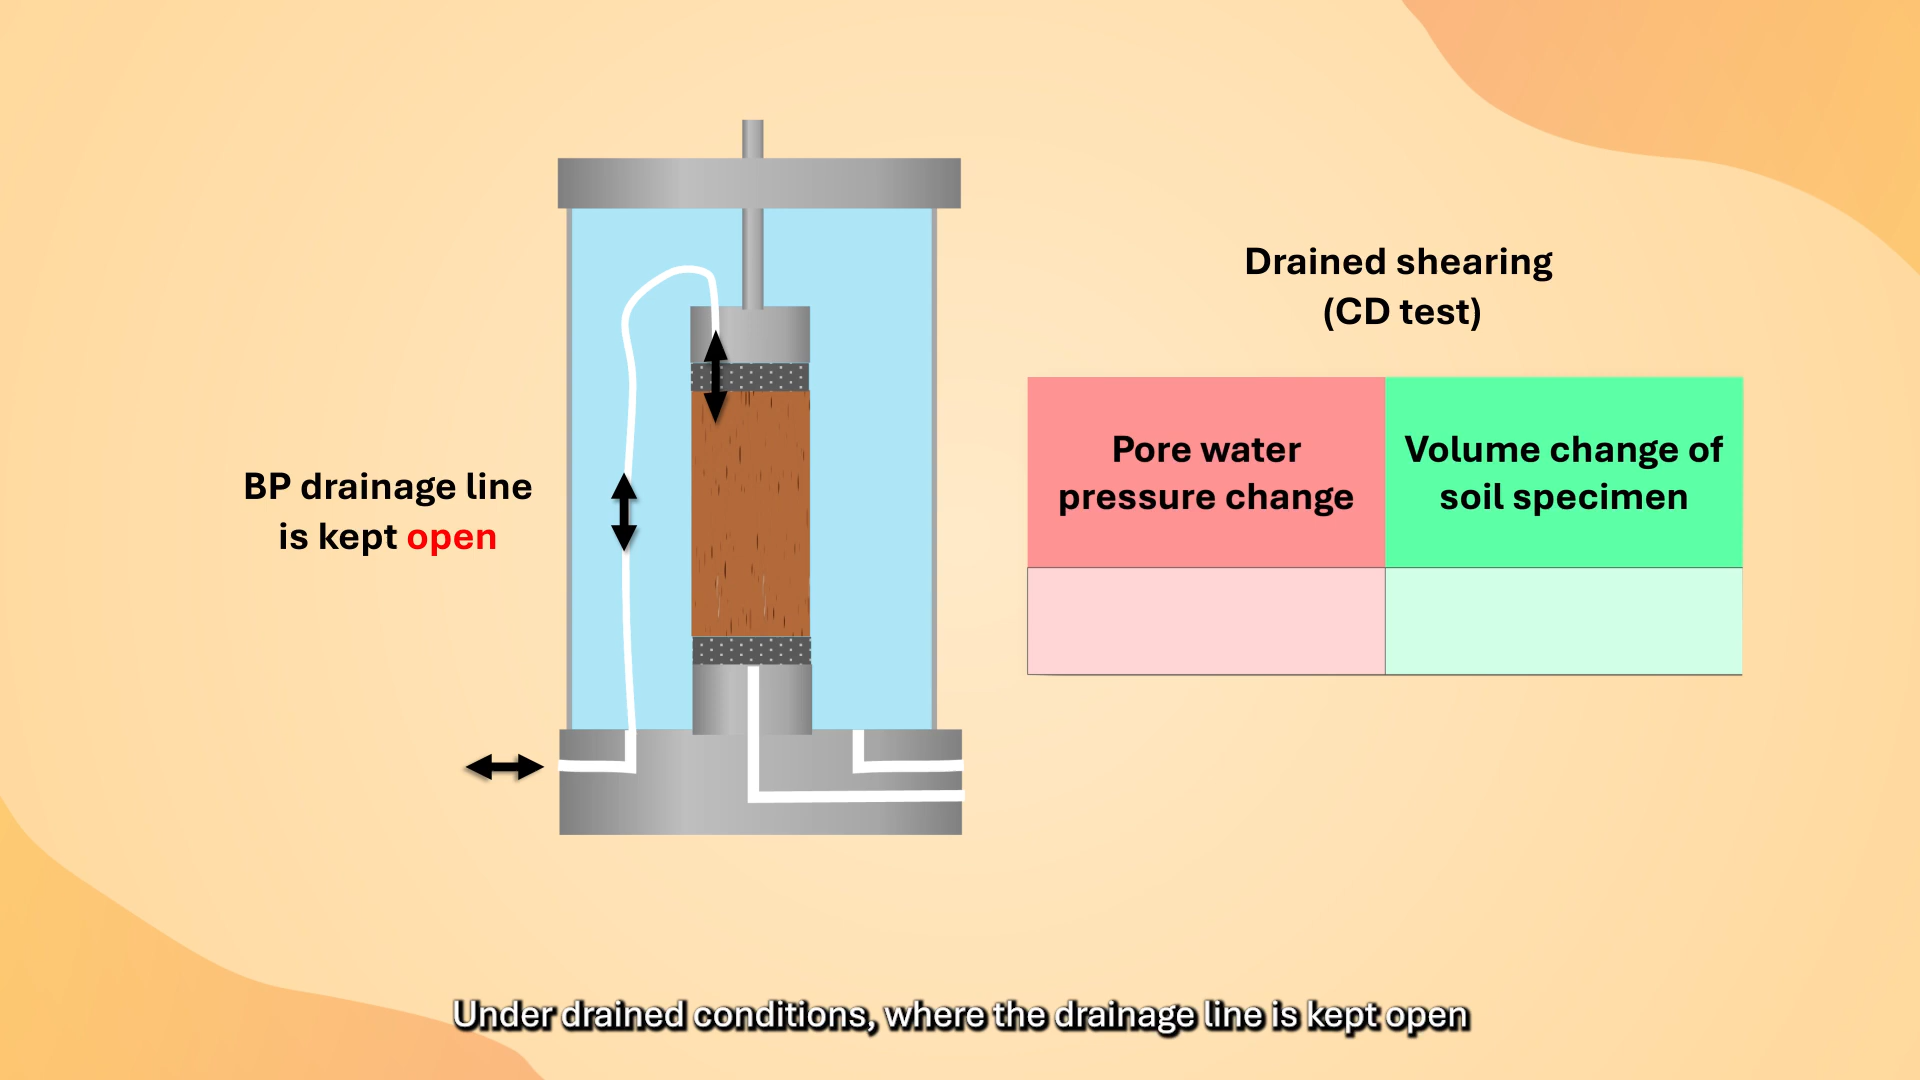 Drained shearing
(CD test)
BP drainage line
is kept open
Pore water
pressure change
Volume change of
soil specimen
Under drained conditions, where the drainage line is kept open